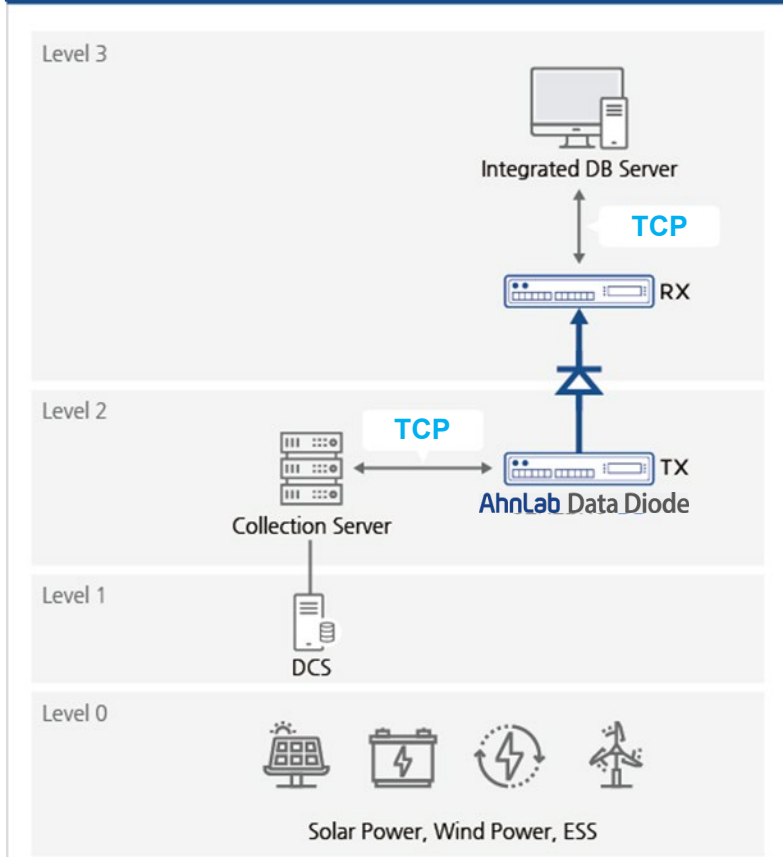 Level 3
Integrated DB Server
TCP
RX
Level 2
TCP
TX
AhnLab Data Diode
Collection Server
Level 1
DCS
Level 0
Solar Power, Wind Power, ESS